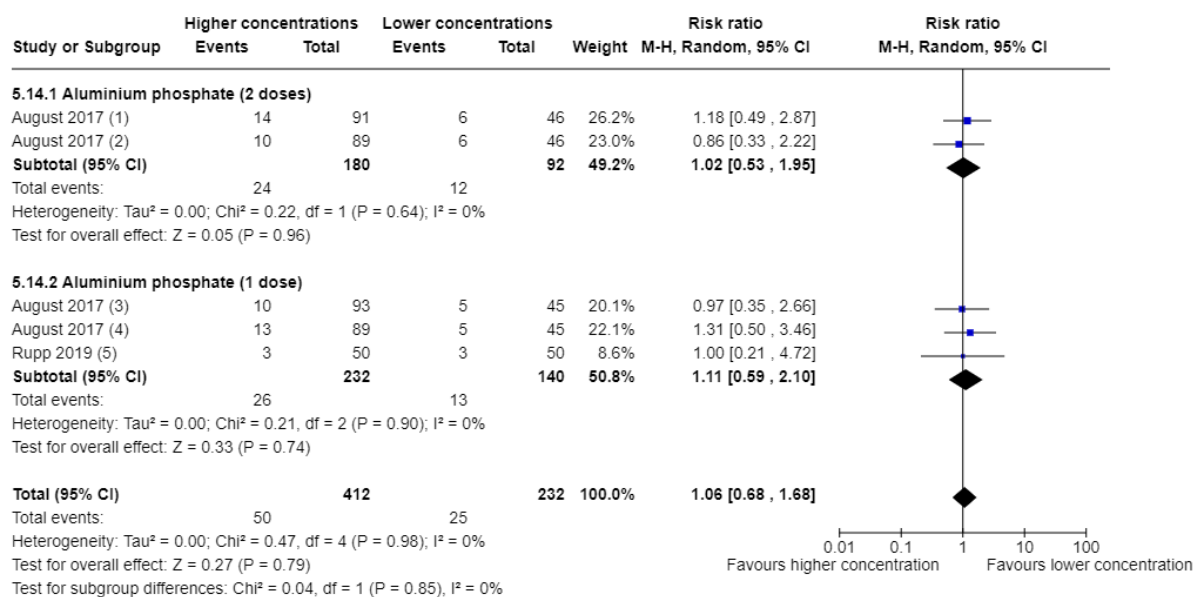 Higher concentrations Lower concentrations Risk ratio Risk ratio
Study or Subgroup Events Total Events Total Weight M-H, Random, 95% CI M-H, Random, 95% CI
5.14.1 Aluminium phosphate (2 doses)
August 2017 (1) 14 91 6 46 26.2% 1.18 [0.49 , 2.87]
August 2017 (2) 10 89 6 46 23.0% 0.86 [0.33 , 2.22]
Subtotal (95% CI) 180 92 49.2% 1.02 [0.53 , 1.95]
Total events: 24 12
Heterogeneity: Tau² = 0.00; Chi² = 0.22, df = 1 (P = 0.64); I² = 0%
Test for overall effect: Z = 0.05 (P = 0.96)
5.14.2 Aluminium phosphate (1 dose)
August 2017 (3) 10 93 5 45 20.1% 0.97 [0.35 , 2.66]
August 2017 (4) 13 89 5 45 22.1% 1.31 [0.50 , 3.46]
Rupp 2019 (5) 3 50 3 50 8.6% 1.00 [0.21 , 4.72]
Subtotal (95% CI) 232 140 50.8% 1.11 [0.59 , 2.10]
Total events: 26 13
Heterogeneity: Tau² = 0.00; Chi² = 0.21, df = 2 (P = 0.90); I² = 0%
Test for overall effect: Z = 0.33 (P = 0.74)
Total (95% CI) 412 232 100.0% 1.06 [0.68 , 1.68]
Total events: 50 25
Heterogeneity: Tau² = 0.00; Chi² = 0.47, df = 4 (P = 0.98); I² = 0%
0.01 0.1 1 10 100
Test for overall effect: Z = 0.27 (P = 0.79)
Favours higher concentration Favours lower concentration
Test for subgroup differences: Chi² = 0.04, df = 1 (P = 0.85), I² = 0%